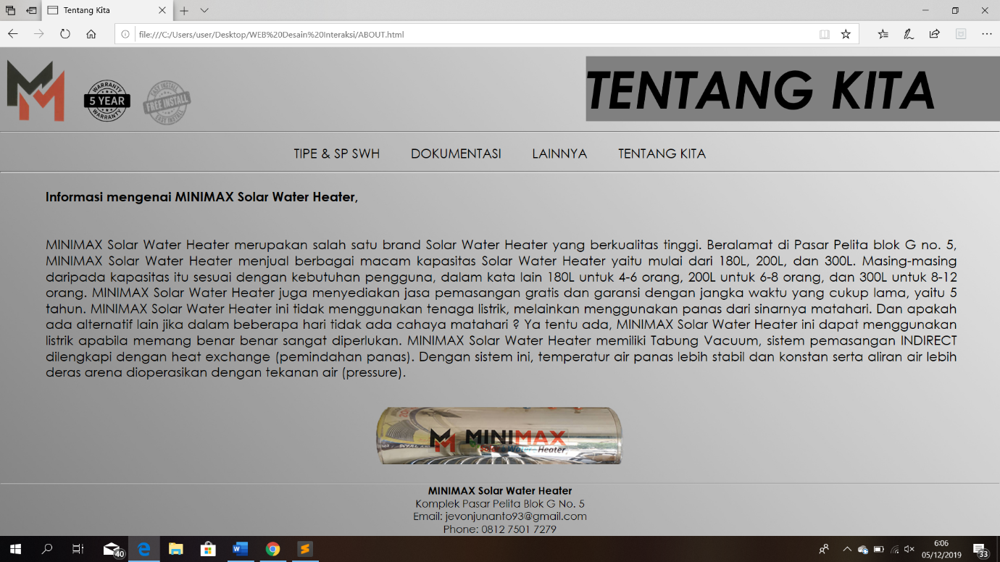 Tentang Kita
file:///C:/Users/user/Desktop/WEB%20Desain%20Interaksi/ABOUT.html
WARRANTY
5 YEAR
WARRANTY
EASY INSTALL
FREE INSTALL
EASY INSTALL
TENTANG KITA
TIPE & SP SWH DOKUMENTASI LAINNYA TENTANG KITA
Informasi mengenai MINIMAX Solar Water Heater,
MINIMAX Solar Water Heater merupakan salah satu brand Solar Water Heater yang berkualitas tinggi. Beralamat di Pasar Pelita blok G no. 5,
MINIMAX Solar Water Heater menjual berbagai macam kapasitas Solar Water Heater yaitu mulai dari 180L, 200L, dan 300L. Masing-masing
daripada kapasitas itu sesuai dengan kebutuhan pengguna, dalam kata lain 180L untuk 4-6 orang, 200L untuk 6-8 orang, dan 300L untuk 8-12
orang. MINIMAX Solar Water Heater juga menyediakan jasa pemasangan gratis dan garansi dengan jangka waktu yang cukup lama, yaitu 5
tahun. MINIMAX Solar Water Heater ini tidak menggunakan tenaga listrik, melainkan menggunakan panas dari sinarnya matahari. Dan apakah
ada alternatif lain jika dalam beberapa hari tidak ada cahaya matahari ? Ya tentu ada, MINIMAX Solar Water Heater ini dapat menggunakan
listrik apabila memang benar benar sangat diperlukan. MINIMAX Solar Water Heater memiliki Tabung Vacuum, sistem pemasangan INDIRECT
dilengkapi dengan heat exchange (pemindahan panas). Dengan sistem ini, temperatur air panas lebih stabil dan konstan serta aliran air lebih
deras arena dioperasikan dengan tekanan air (pressure).
MINIMAX
Solar Water Heater
MINIMAX Solar Water Heater
Komplek Pasar Pelita Blok G No. 5
Email: jevonjunanto93@gmail.com
Phone: 0812 7501 7279
40
6:06
05/12/2019
33